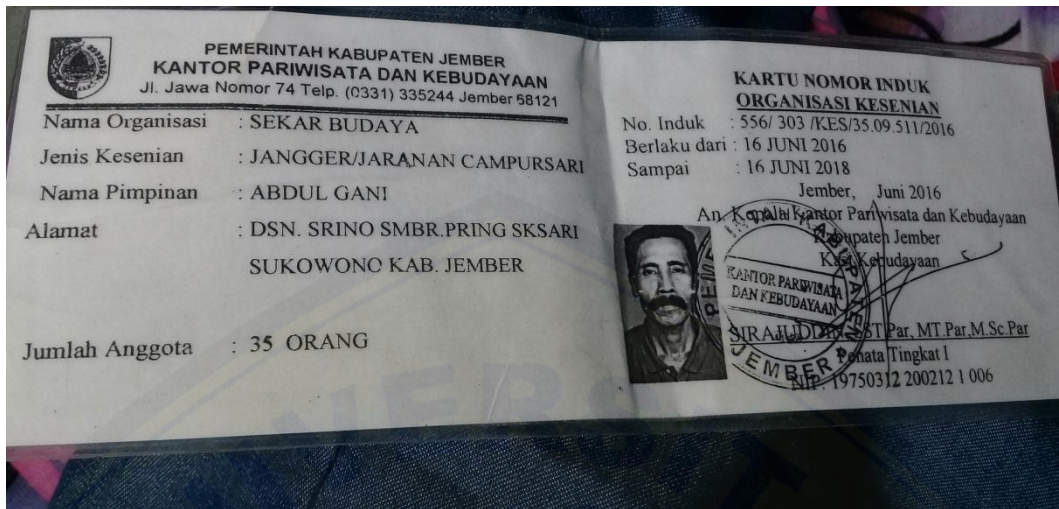 PEMERINTAH KABUPATEN JEMBER
KANTOR PARIWISATA DAN KEBUDAYAAN
Jl. Jawa Nomor 74 Telp. (0331) 335244 Jember 68121
Nama Organisasi : SEKAR BUDAYA
Jenis Kesenian : JANGGER/JARANAN CAMPURSARI
Nama Pimpinan : ABDUL GANI
Alamat : DSN. SRINO SMBR.PRING SKSARI
SUKOWONO KAB. JEMBER
Jumlah Anggota : 35 ORANG
KARTU NOMOR INDUK
ORGANISASI KESENIAN
No. Induk : 556/ 303 /KES/35.09.511/2016
Berlaku dari : 16 JUNI 2016
Sampai : 16 JUNI 2018
Jember, Juni 2016
An. Kepala Kantor Pariwisata dan Kebudayaan
Kabupaten Jember
Kasi Kebudayaan
PEMERINTAH KABUPATEN
KANTOR PARIWISATA
DAN KEBUDAYAAN
JEMBER
SIRAJUDDIN, ST.Par, MT.Par,M.Sc.Par
Penata Tingkat I
NIP. 19750312 200212 1 006